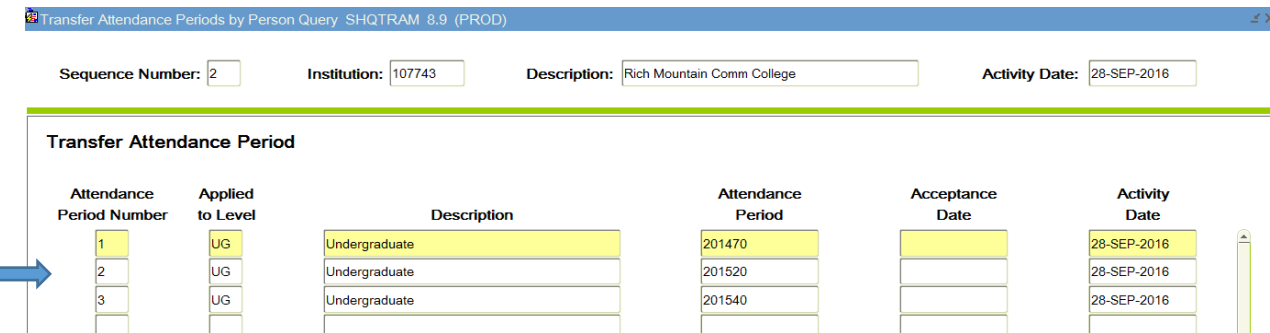 Transfer Attendance Periods by Person Query SHQTRAM 8.9 (PROD)
Sequence Number: 2 Institution: 107743 Description: Rich Mountain Comm College Activity Date: 28-SEP-2016
Transfer Attendance Period
Attendance Applied Attendance Acceptance Activity
Period Number to Level Description Period Date Date
1 UG Undergraduate 201470 28-SEP-2016
2 UG Undergraduate 201520 28-SEP-2016
3 UG Undergraduate 201540 28-SEP-2016